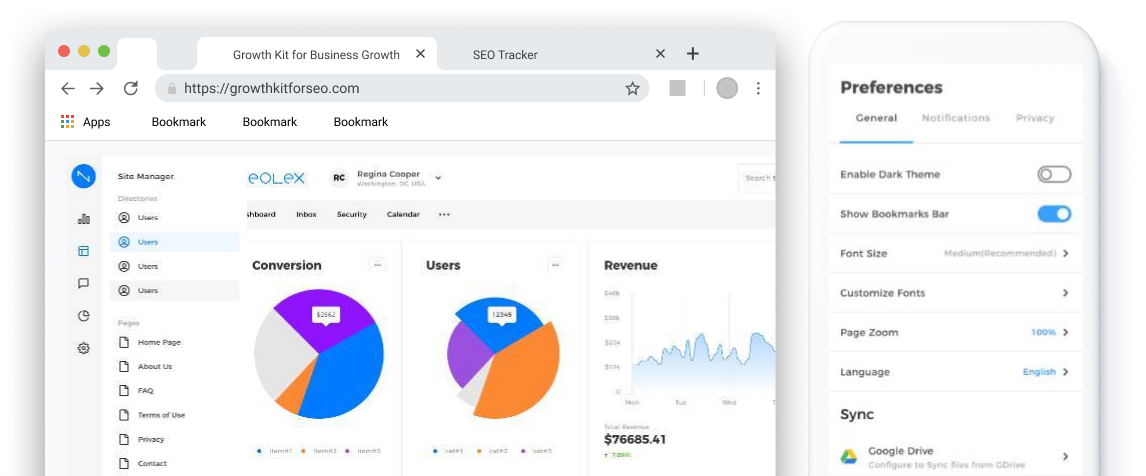 Growth Kit for Business Growth
SEO Tracker
https://growthkitforseo.com
Apps
Bookmark
Bookmark
Bookmark
Site Manager
Directories
Users
Users
Users
Users
Pages
Home Page
About Us
FAQ
Terms of Use
Privacy
Contact
eOLeX
RC
Regina Cooper
Washington, DC, USA
Search t
shboard
Inbox
Security
Calendar
Conversion
$2562
item#1
item#2
item#3
Users
12345
cat#1
cat#2
cat#3
Revenue
$40k
$30k
$20k
$10k
0
Mon
Tue
Wed
T
Total Revenue
$76685.41
Preferences
General
Notifications
Privacy
Enable Dark Theme
Show Bookmarks Bar
Font Size
Medium(Recommended)
Customize Fonts
Page Zoom
100%
Language
English
Sync
Google Drive
Configure to Sync files from GDrive